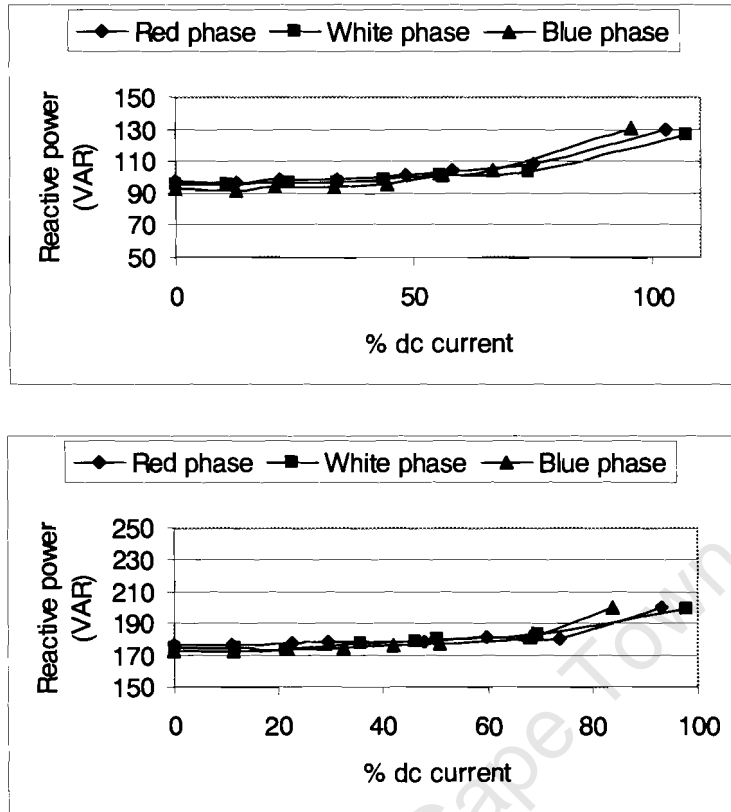 Red phase White phase Blue phase
Reactive power
(VAR)
150
130
110
90
70
50
0 50 100
% dc current
Red phase White phase Blue phase
Reactive power
(VAR)
250
230
210
190
170
150
0 20 40 60 80 100
% dc current
Cape Town